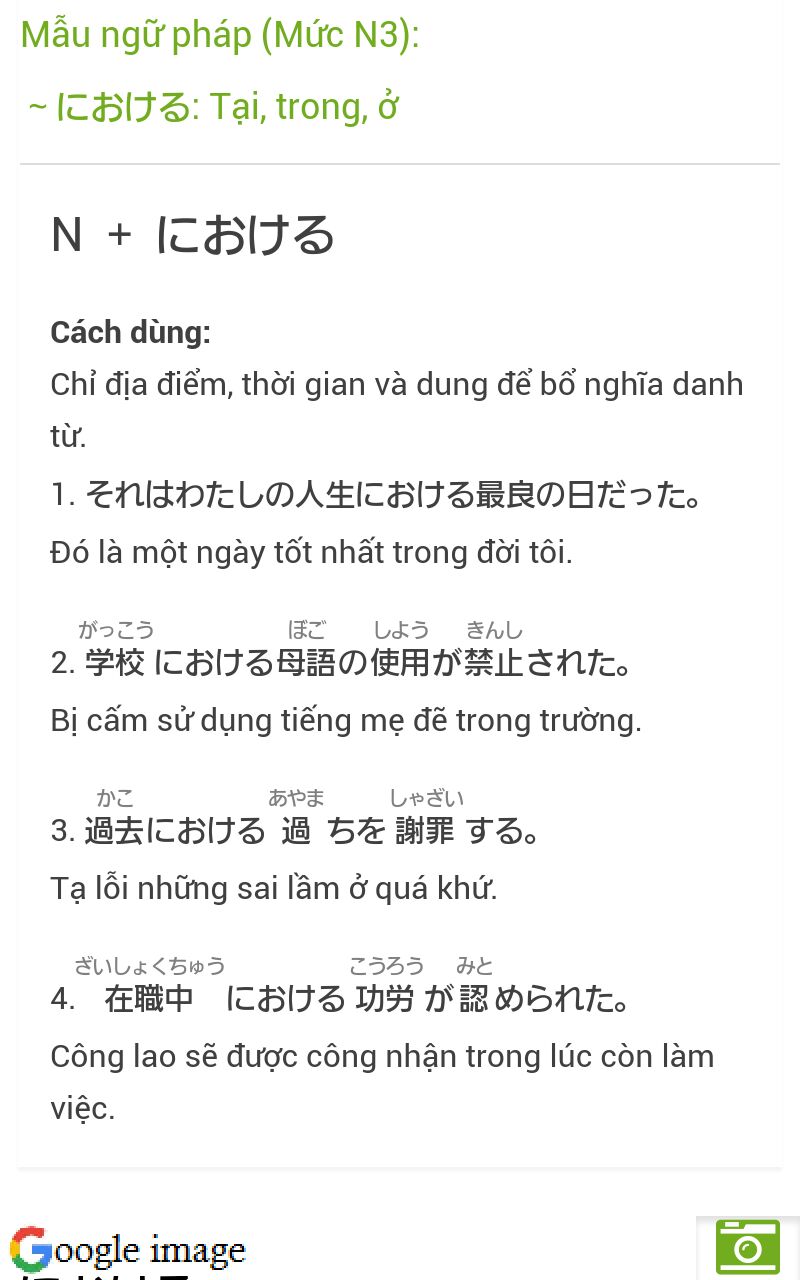 Mẫu ngữ pháp (Mức N3):
~ における: Tại, trong, ở
N + における
Cách dùng:
Chỉ địa điểm, thời gian và dung để bổ nghĩa danh
từ.
1. それはわたしの人生における最良の日だった。
Đó là một ngày tốt nhất trong đời tôi.
がっこう ぼご しよう きんし
2. 学校 における母語の使用が禁止された。
Bị cấm sử dụng tiếng mẹ đẽ trong trường.
かこ あやま しゃざい
3. 過去における 過 ちを 謝罪 する。
Tạ lỗi những sai lầm ở quá khứ.
ざいしょくちゅう こうろう みと
4. 在職中 における 功労 が 認 められた。
Công lao sẽ được công nhận trong lúc còn làm
việc.
Google image